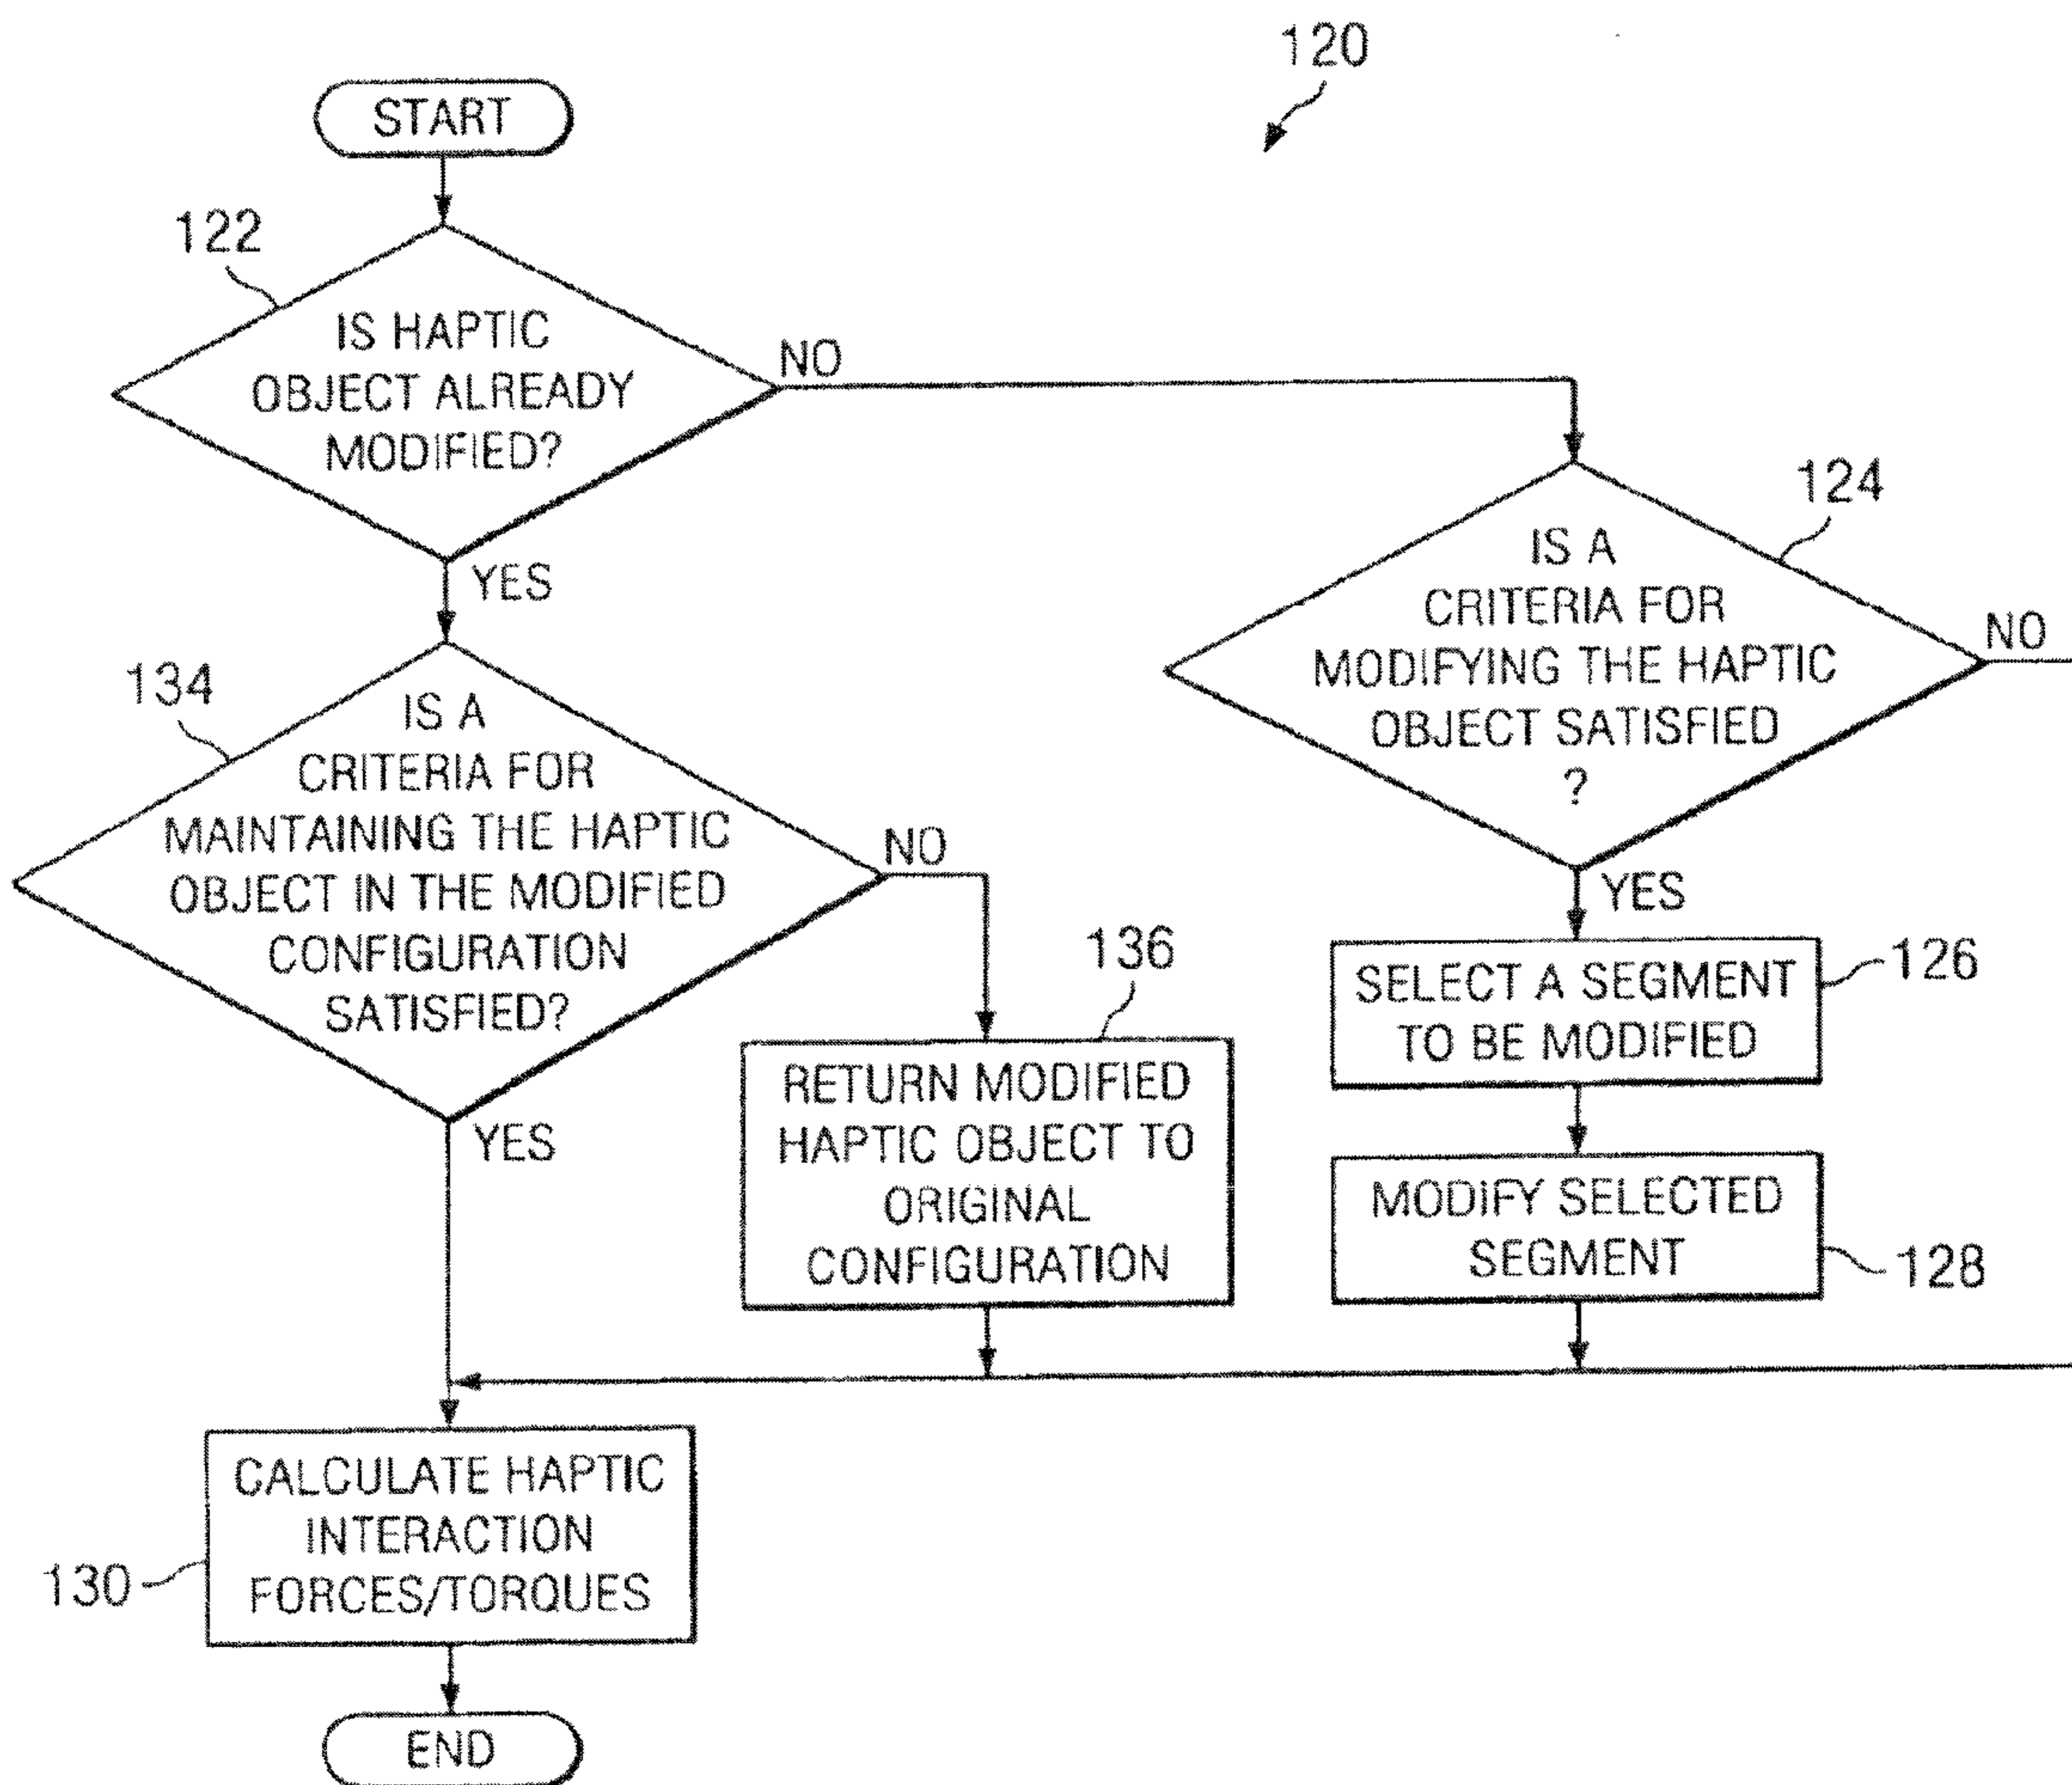 120
START
122
IS HAPTIC
OBJECT ALREADY
MODIFIED?
NO
YES
124
IS A
CRITERIA FOR
MODIFYING THE HAPTIC
OBJECT SATISFIED
?
NO
YES
134
IS A
CRITERIA FOR
MAINTAINING THE HAPTIC
OBJECT IN THE MODIFIED
CONFIGURATION
SATISFIED?
NO
YES
136
RETURN MODIFIED
HAPTIC OBJECT TO
ORIGINAL
CONFIGURATION
126
SELECT A SEGMENT
TO BE MODIFIED
MODIFY SELECTED
SEGMENT
128
CALCULATE HAPTIC
INTERACTION
FORCES/TORQUES
130
END